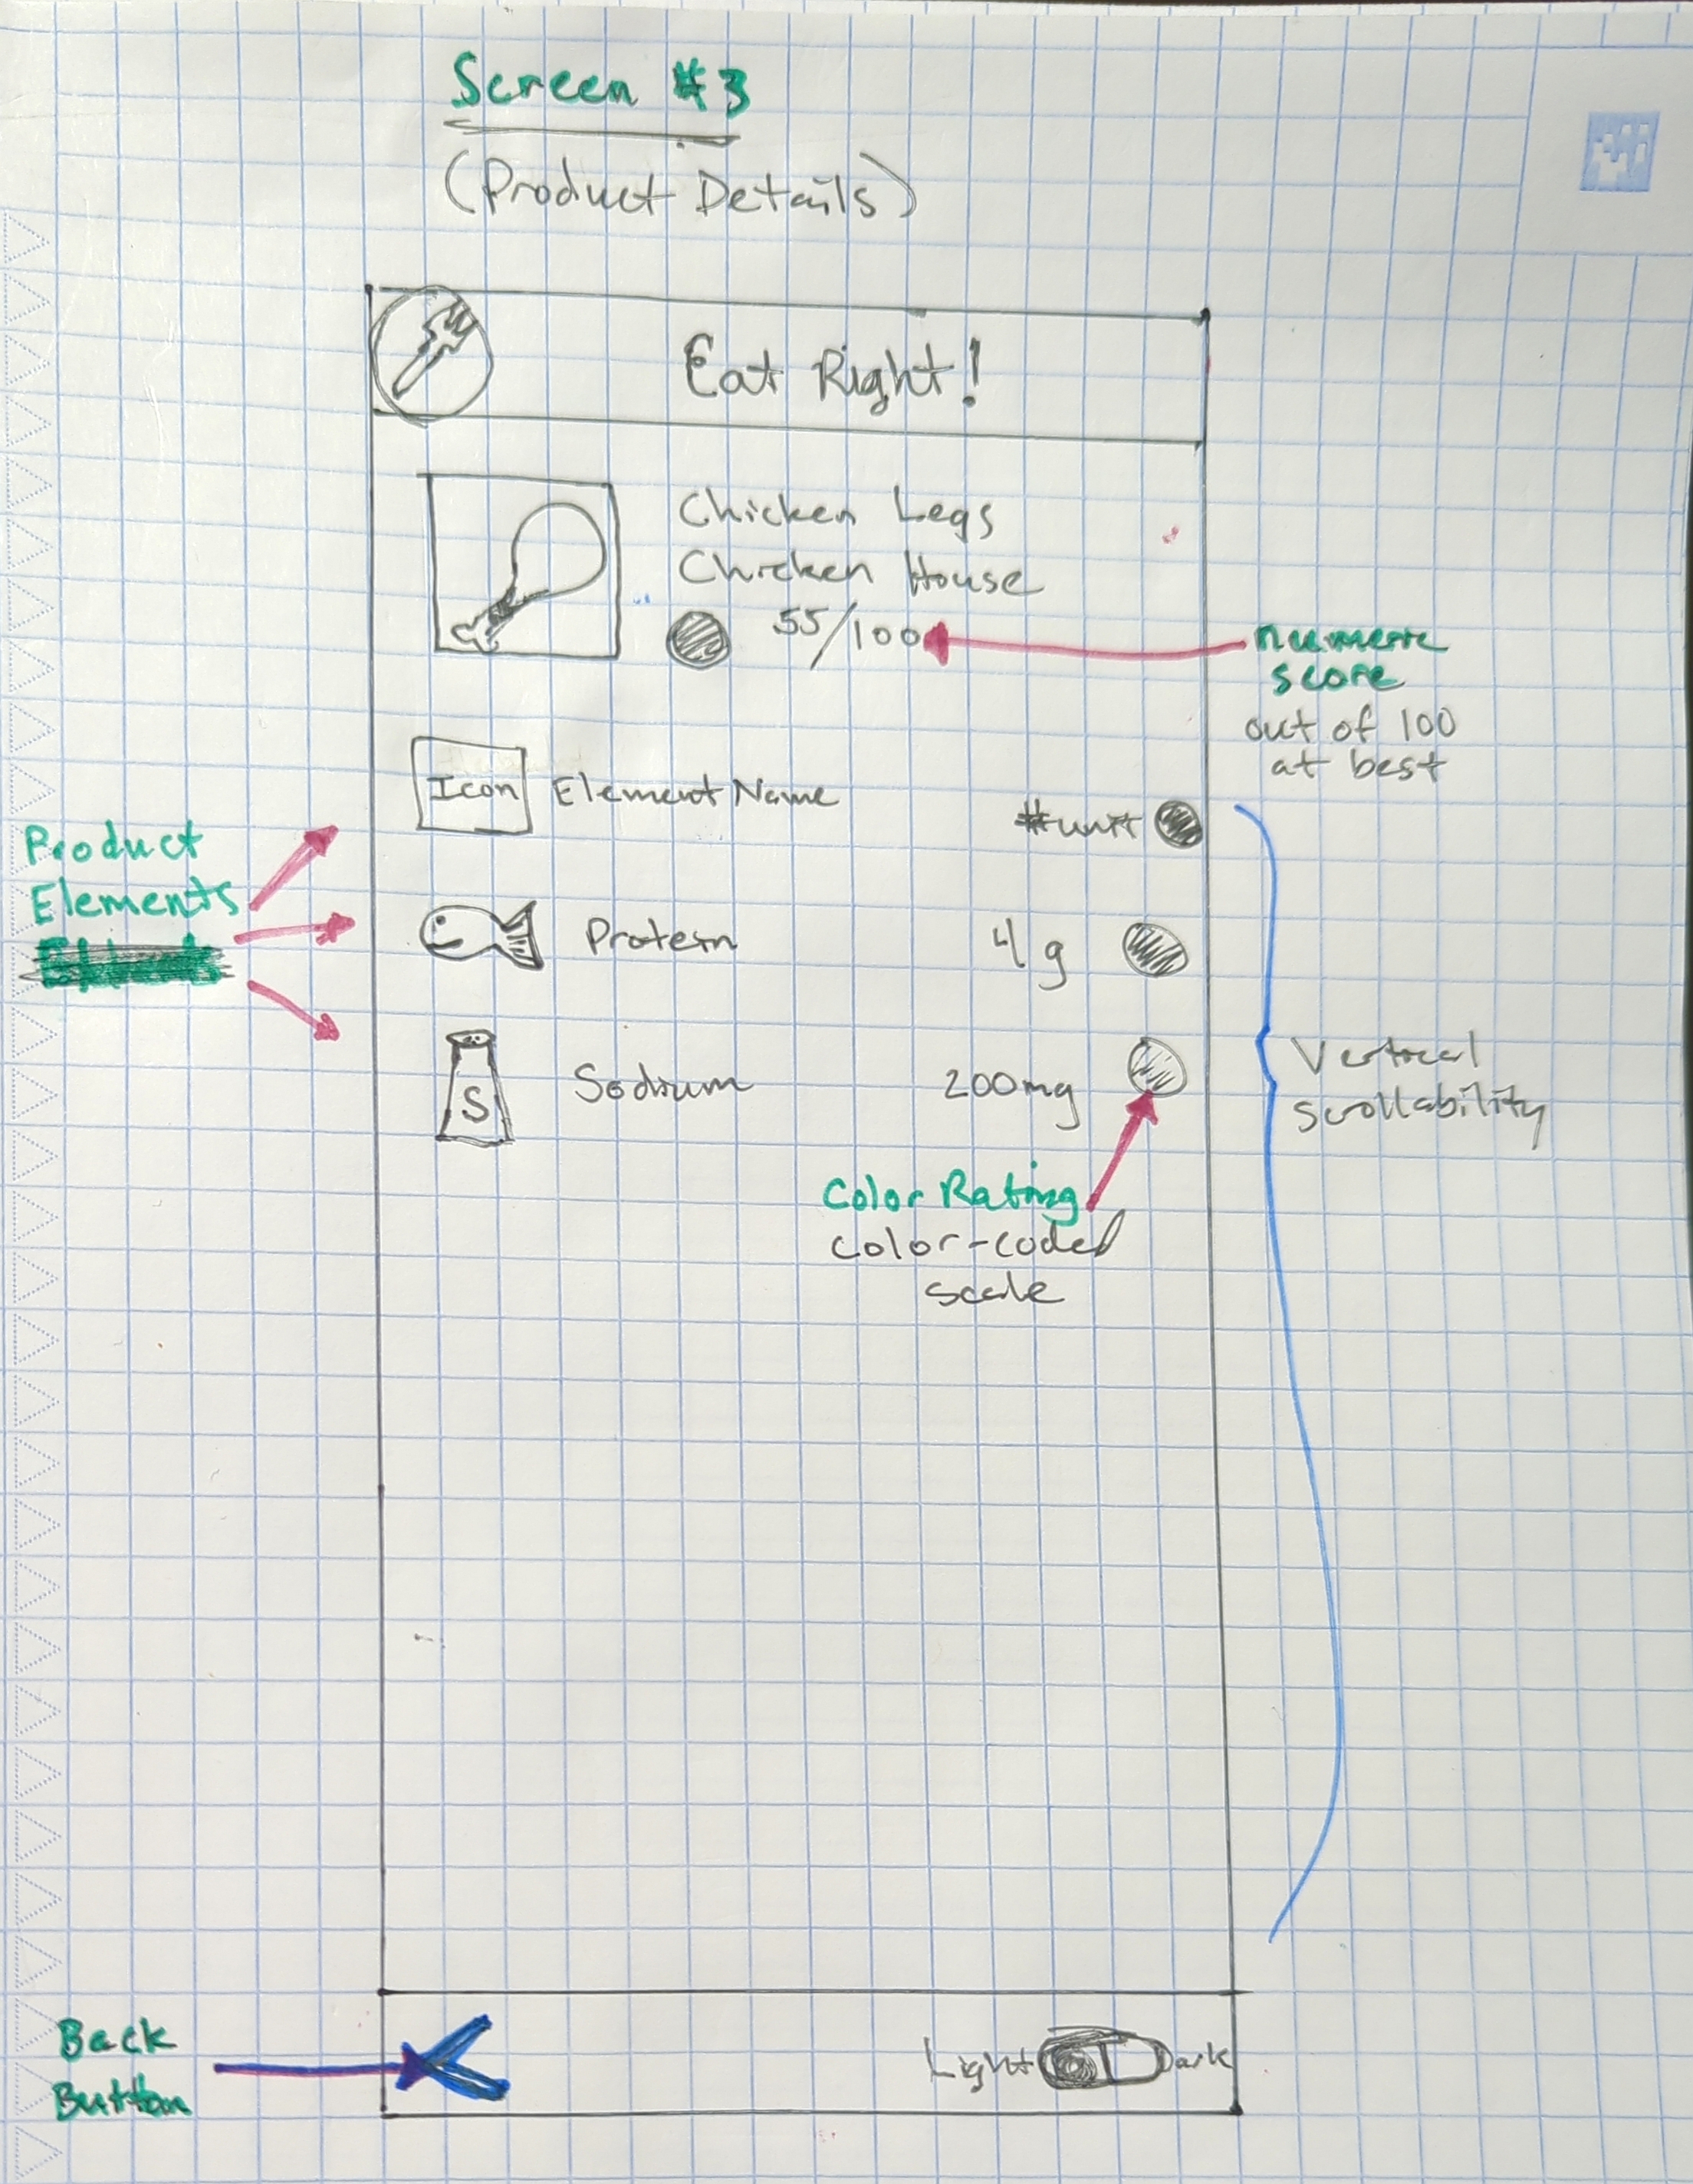 Screen #3
(Product Details)
Eat Right!
Chicken Legs
Chicken House
55/100
numeric
score
out of 100
at best
Icon
Element Name
#unit
Product
Elements
Protein
4g
Sodium
200mg
S
Vertical
scrollability
Color Rating
color-coded
scale
Back
Button
Light
Dark